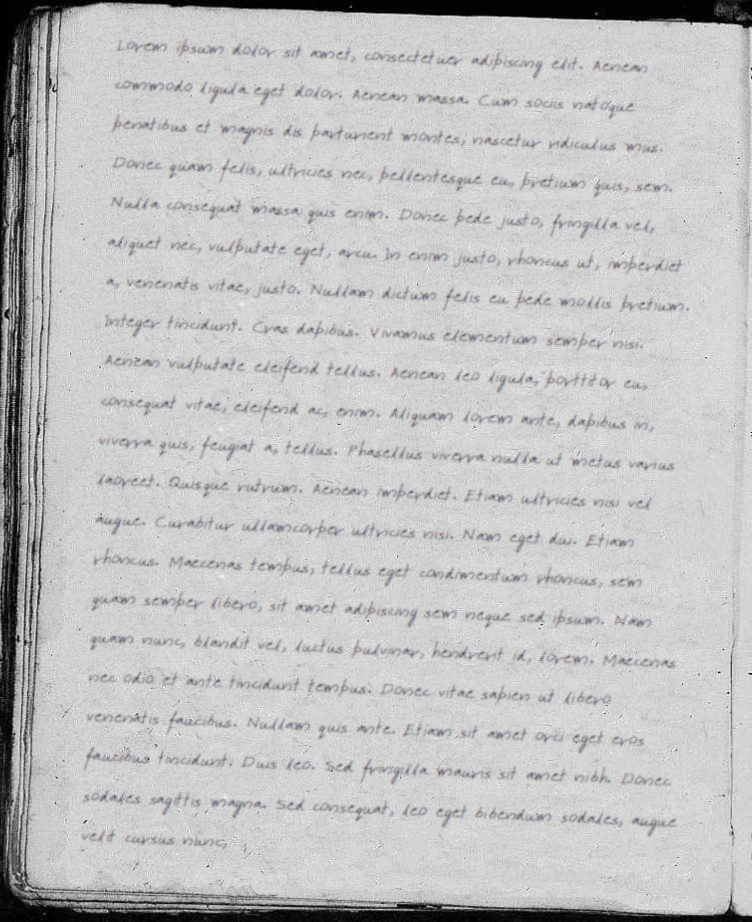 Lorem ipsum dolor sit amet, consectetuer adipiscing elit. Aenean
commodo ligula eget dolor. Aenean massa. Cum sociis natoque
penatibus et magnis dis parturient montes, nascetur ridiculus mus.
Donec quam felis, ultricies nec, pellentesque eu, pretium quis, sem.
Nulla consequat massa quis enim. Donec pede justo, fringilla vel,
aliquet nec, vulputate eget, arcu. In enim justo, rhoncus ut, imperdiet
a, venenatis vitae, justo. Nullam dictum felis eu pede mollis pretium.
Integer tincidunt. Cras dapibus. Vivamus elementum semper nisi.
Aenean vulputate eleifend tellus. Aenean leo ligula, porttitor eu,
consequat vitae, eleifend ac, enim. Aliquam lorem ante, dapibus in,
viverra quis, feugiat a, tellus. Phasellus viverra nulla ut metus varius
laoreet. Quisque rutrum. Aenean imperdiet. Etiam ultricies nisi vel
augue. Curabitur ullamcorper ultricies nisi. Nam eget dui. Etiam
rhoncus. Maecenas tempus, tellus eget condimentum rhoncus, sem
quam semper libero, sit amet adipiscing sem neque sed ipsum. Nam
quam nunc, blandit vel, luctus pulvinar, hendrerit id, lorem. Maecenas
nec odio et ante tincidunt tempus. Donec vitae sapien ut libero
venenatis faucibus. Nullam quis ante. Etiam sit amet orci eget eros
faucibus tincidunt. Duis leo. Sed fringilla mauris sit amet nibh. Donec
sodales sagittis magna. Sed consequat, leo eget bibendum sodales, augue
velit cursus nunc,